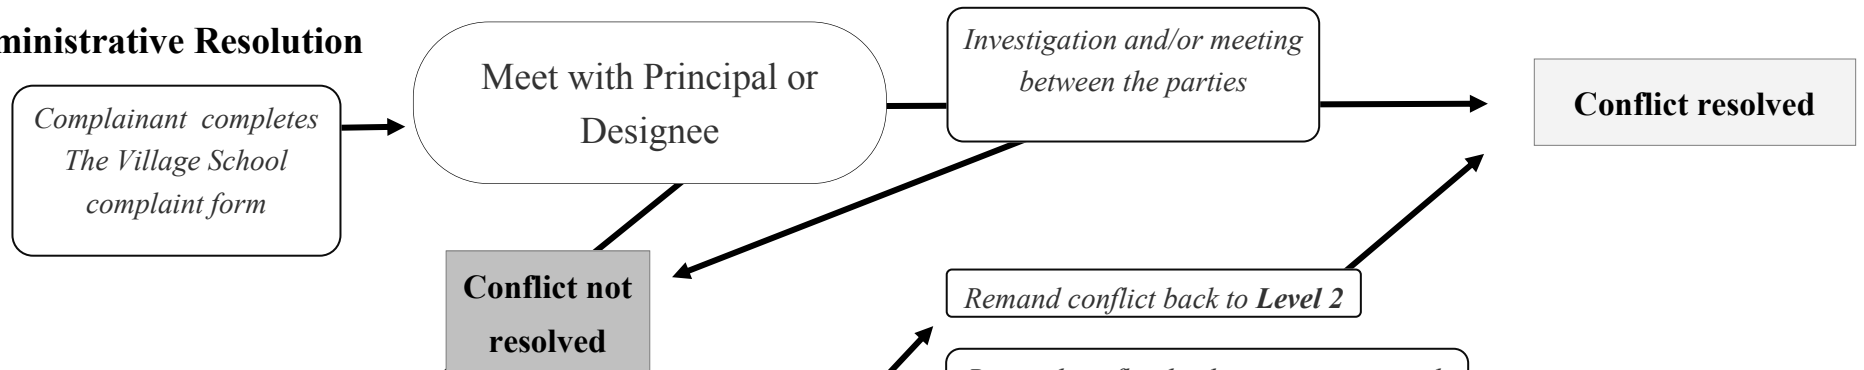 ministrative Resolution
Complainant completes
The Village School
complaint form
Meet with Principal or
Designee
Investigation and/or meeting
between the parties
Conflict resolved
Conflict not
resolved
Remand conflict back to Level 2